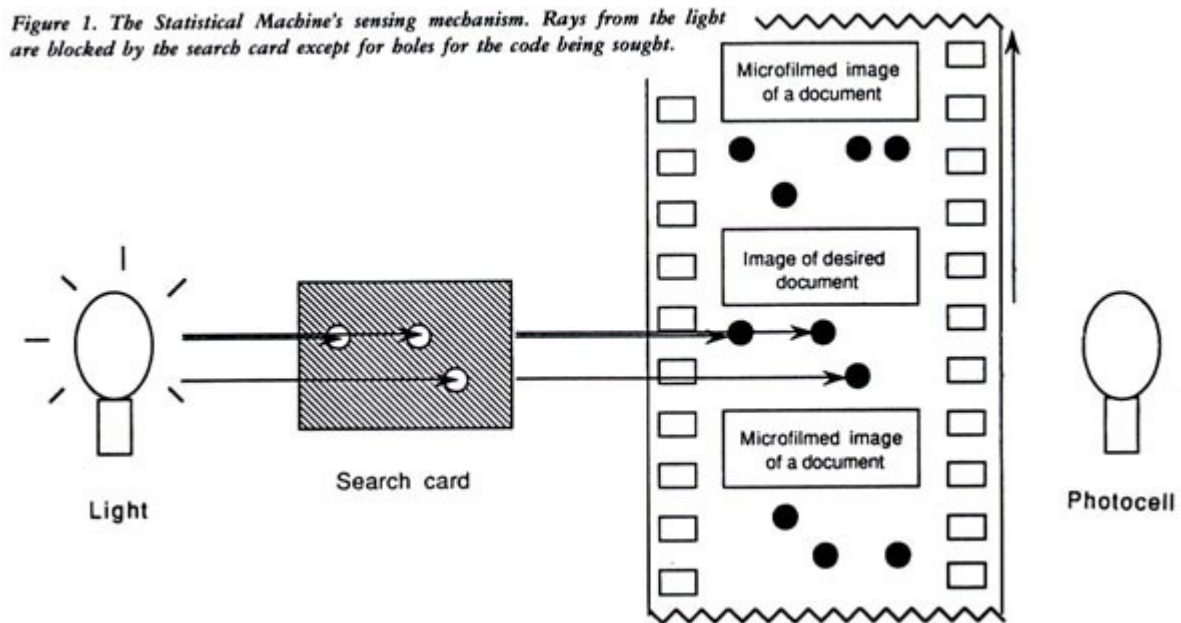 Figure 1. The Statistical Machine's sensing mechanism. Rays from the light
are blocked by the search card except for holes for the code being sought.
Microfilmed image
of a document
Image of desired
document
Microfilmed image
of a document
Search card
Light
Photocell